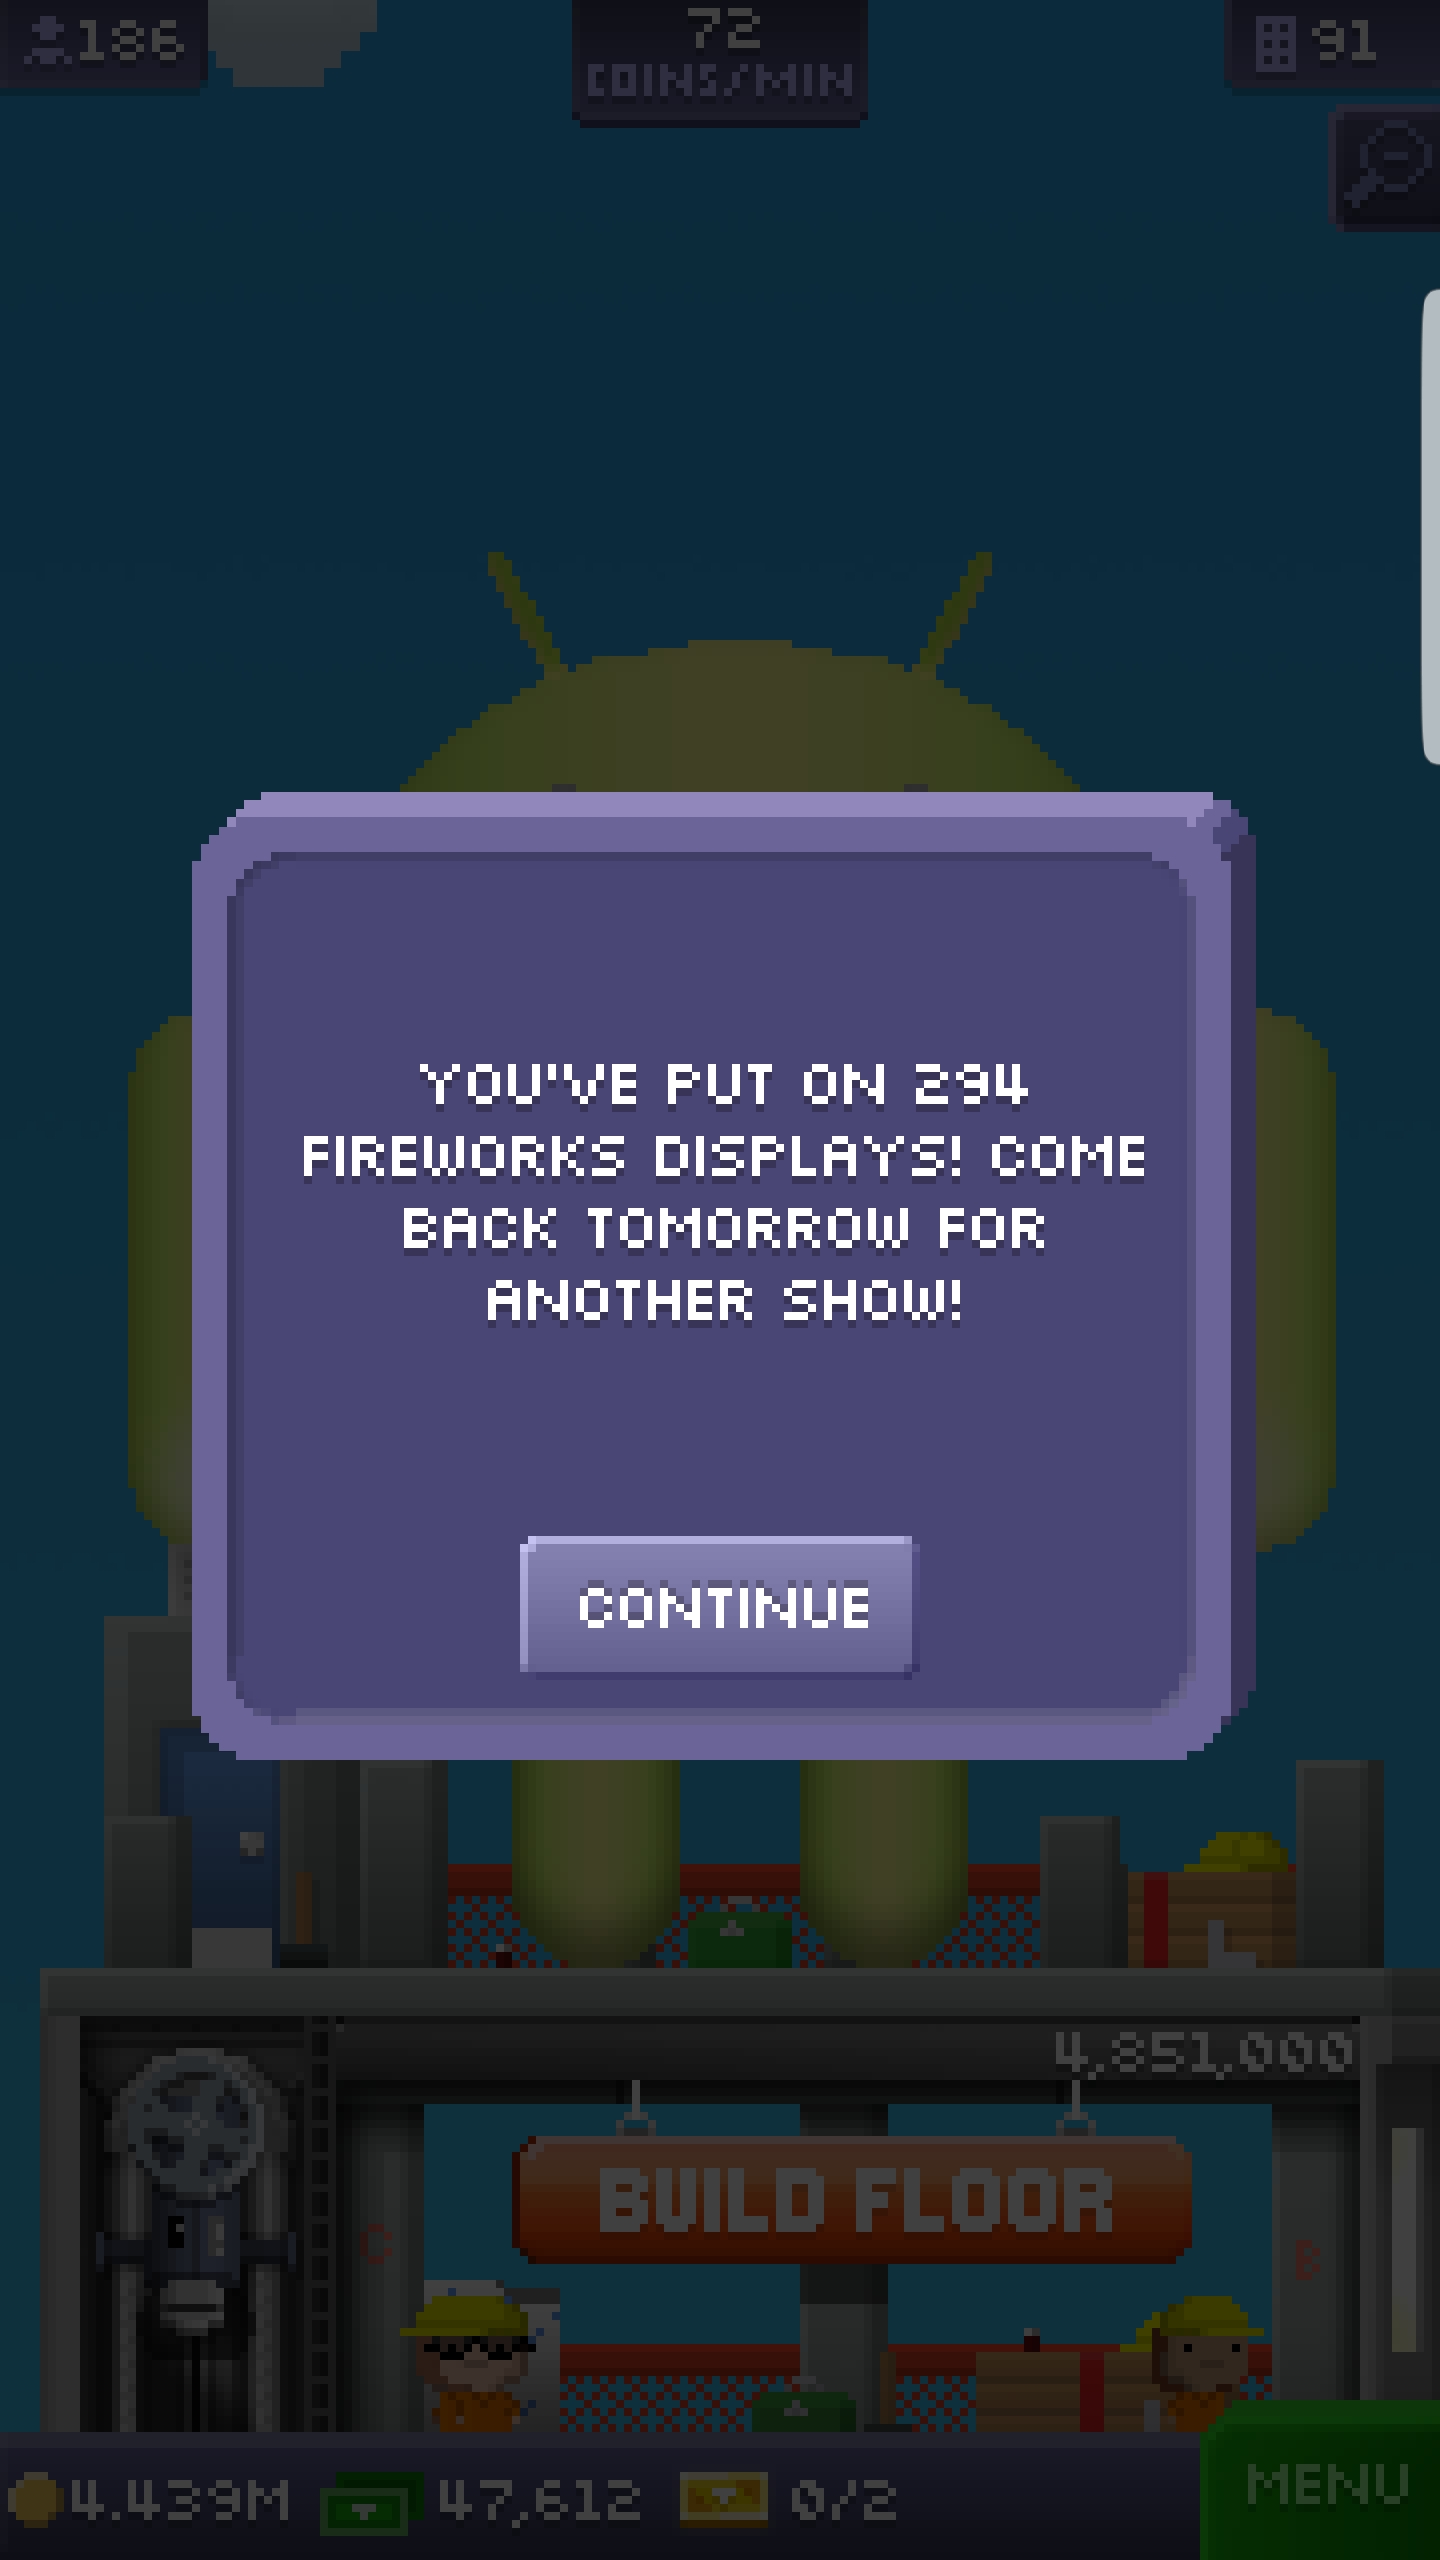 186
72
COINS/MIN
91
YOU'VE PUT ON 294
FIREWORKS DISPLAYS! COME
BACK TOMORROW FOR
ANOTHER SHOW!
CONTINUE
4,851,000
BUILD FLOOR
C
B
4.439M
47,612
0/2
MENU